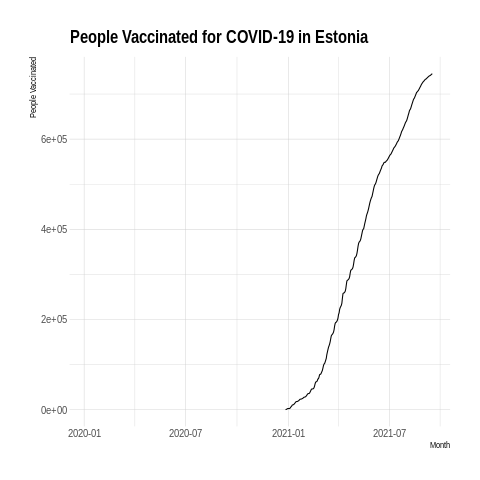 People Vaccinated for COVID-19 in Estonia
People Vaccinated
6e+05
4e+05
2e+05
0e+00
2020-01 2020-07 2021-01 2021-07
Month